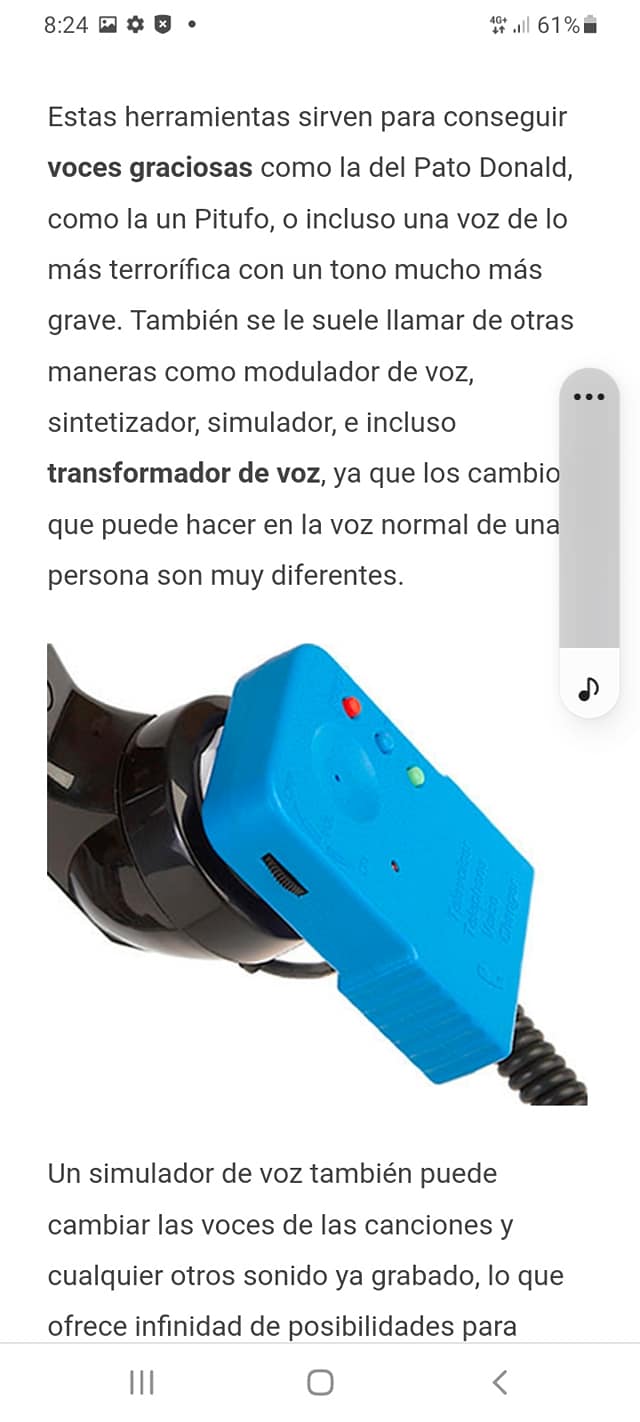 8:24
4G+
61%
Estas herramientas sirven para conseguir
voces graciosas como la del Pato Donald,
como la un Pitufo, o incluso una voz de lo
más terrorífica con un tono mucho más
grave. También se le suele llamar de otras
maneras como modulador de voz,
sintetizador, simulador, e incluso
transformador de voz, ya que los cambio
que puede hacer en la voz normal de una
persona son muy diferentes.
Telephone
Voice
Changer
Un simulador de voz también puede
cambiar las voces de las canciones y
cualquier otros sonido ya grabado, lo que
ofrece infinidad de posibilidades para